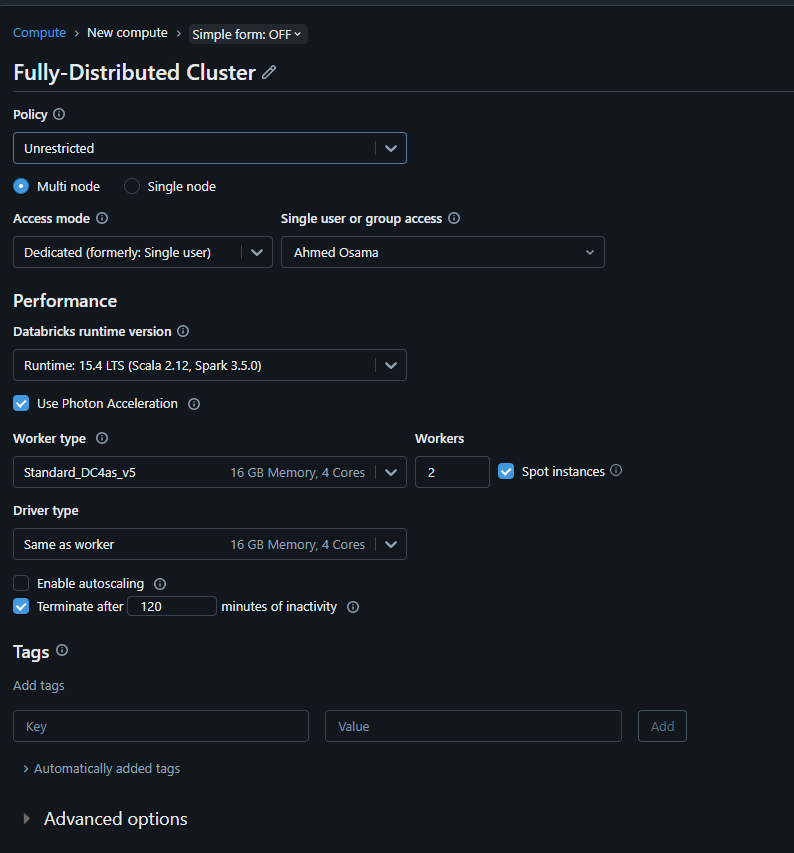 Compute > New compute > Simple form: OFF
Fully-Distributed Cluster
Policy
Unrestricted
Multi node Single node
Access mode Single user or group access
Dedicated (formerly: Single user) Ahmed Osama
Performance
Databricks runtime version
Runtime: 15.4 LTS (Scala 2.12, Spark 3.5.0)
Use Photon Acceleration
Worker type Workers
Standard_DC4as_v5 16 GB Memory, 4 Cores 2 Spot instances
Driver type
Same as worker 16 GB Memory, 4 Cores
Enable autoscaling
Terminate after 120 minutes of inactivity
Tags
Add tags
Key Value Add
> Automatically added tags
Advanced options